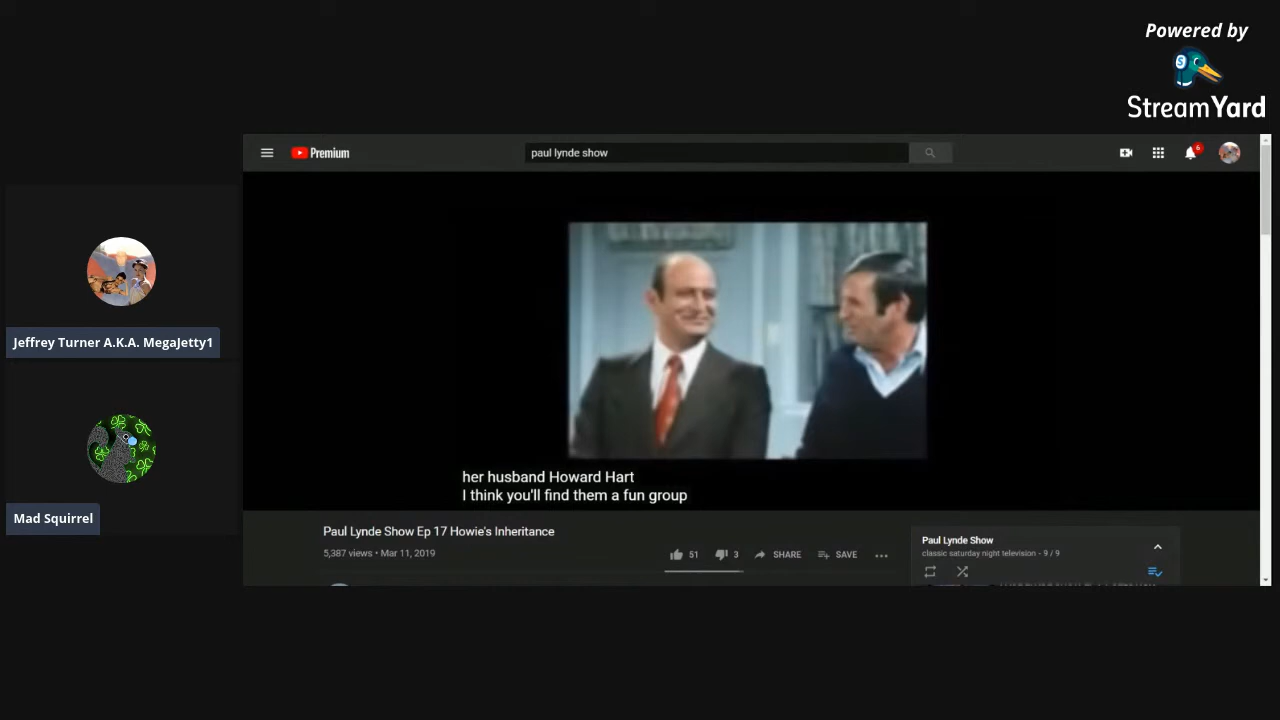 Powered by
StreamYard
Premium
paul lynde show
6
Jeffrey Turner A.K.A. MegaJetty1
Mad Squirrel
her husband Howard Hart
I think you'll find them a fun group
Paul Lynde Show Ep 17 Howie's Inheritance
5,387 views • Mar 11, 2019
51
3
SHARE
SAVE
Paul Lynde Show
classic saturday night television - 9 / 9